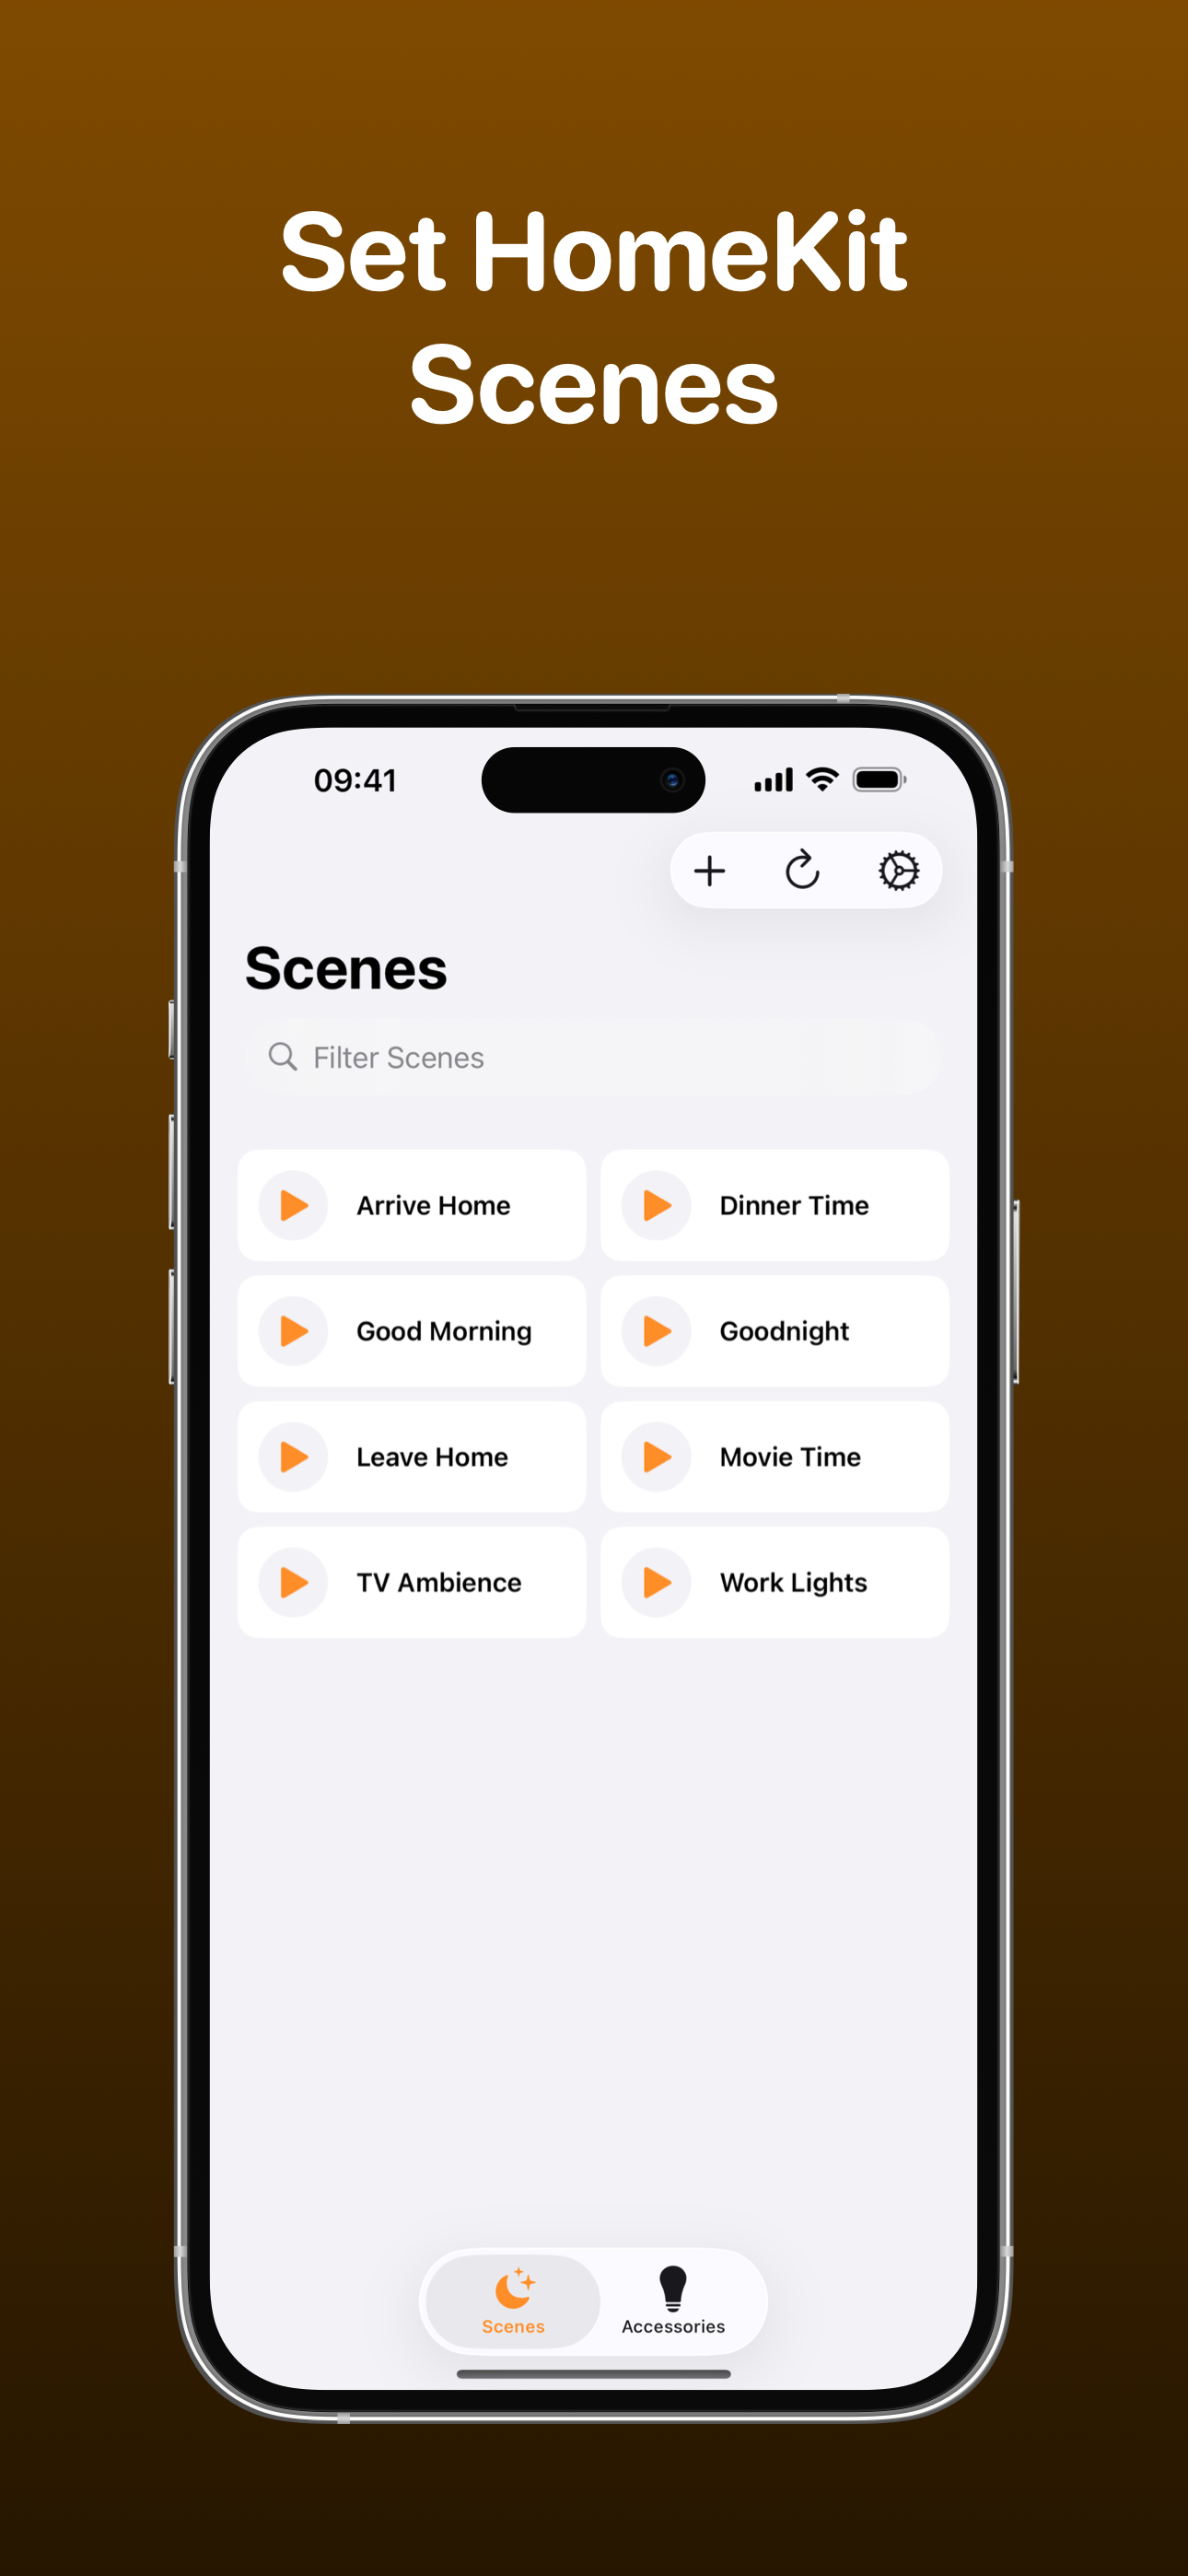 Set HomeKit
Scenes
09:41
Scenes
Filter Scenes
Arrive Home
Dinner Time
Good Morning
Goodnight
Leave Home
Movie Time
TV Ambience
Work Lights
Scenes
Accessories